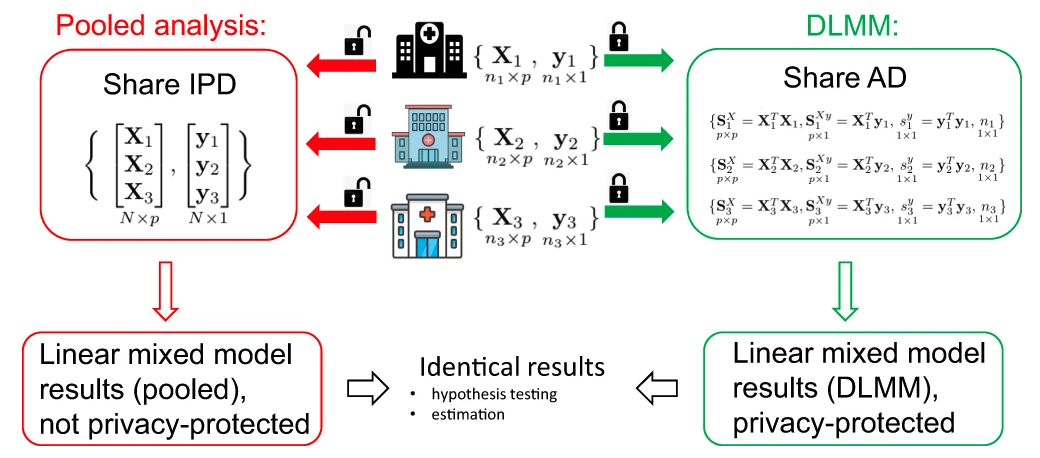 Pooled analysis:
DLMM:
Share IPD
{ [X₁ X₂ X₃] , [y₁ y₂ y₃] }
N×p N×1
{ X₁ , y₁ }
n₁×p n₁×1
{ X₂ , y₂ }
n₂×p n₂×1
{ X₃ , y₃ }
n₃×p n₃×1
Share AD
{S₁ˣ = X₁ᵀX₁, S₁ˣʸ = X₁ᵀy₁, s₁ʸ = y₁ᵀy₁, n₁}
p×p p×1 1×1 1×1
{S₂ˣ = X₂ᵀX₂, S₂ˣʸ = X₂ᵀy₂, s₂ʸ = y₂ᵀy₂, n₂}
p×p p×1 1×1 1×1
{S₃ˣ = X₃ᵀX₃, S₃ˣʸ = X₃ᵀy₃, s₃ʸ = y₃ᵀy₃, n₃}
p×p p×1 1×1 1×1
Linear mixed model
results (pooled),
not privacy-protected
Identical results
• hypothesis testing
• estimation
Linear mixed model
results (DLMM),
privacy-protected